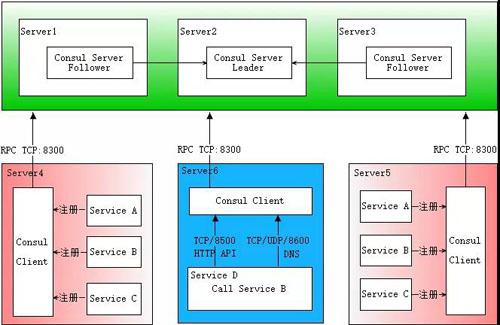 Server1
Server2
Server3
Consul Server
Follower
Consul Server
Leader
Consul Server
Follower
RPC TCP:8300
RPC TCP:8300
RPC TCP:8300
Server4
Consul
Client
注册
Service A
注册
Service B
注册
Service C
Server6
Consul Client
TCP/8500
HTTP API
TCP/UDP/8600
DNS
Service D
Call Service B
Server5
Service A
注册
Service B
注册
Service C
注册
Consul
Client